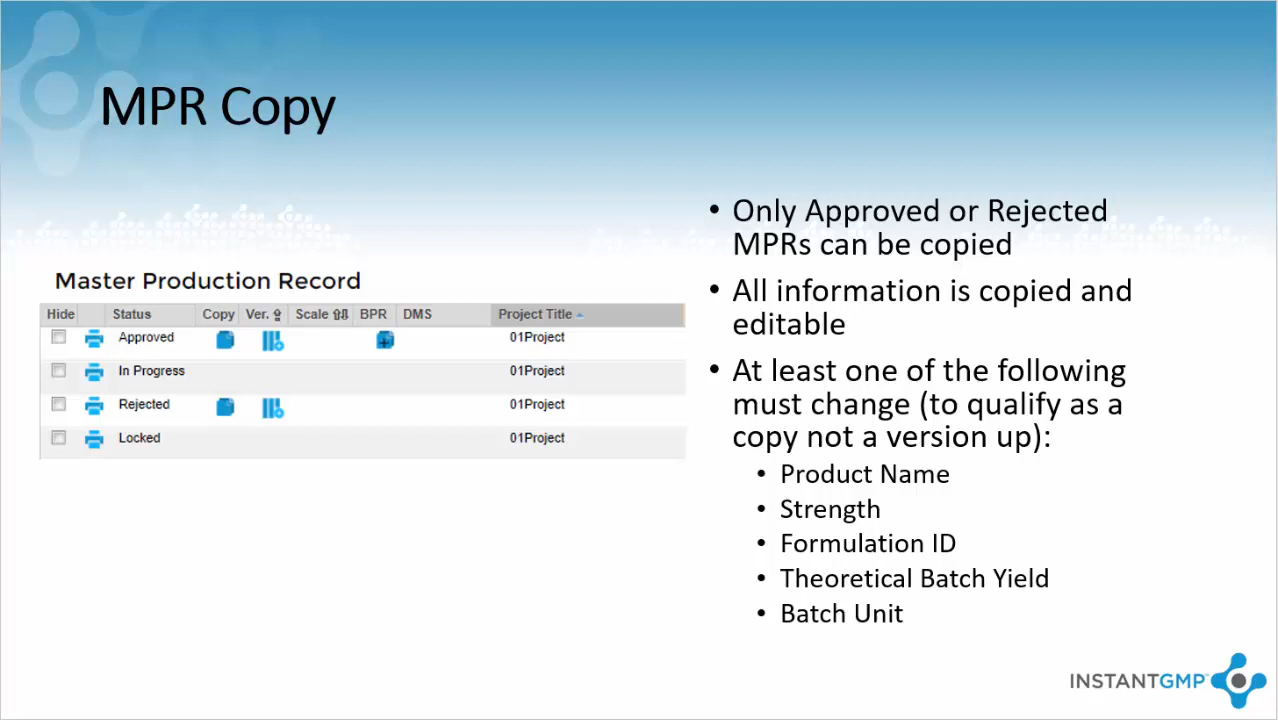 MPR Copy
Master Production Record
Hide Status Copy Ver. Scale BPR DMS Project Title
Approved 01Project
In Progress 01Project
Rejected 01Project
Locked 01Project
• Only Approved or Rejected
MPRs can be copied
• All information is copied and
editable
• At least one of the following
must change (to qualify as a
copy not a version up):
• Product Name
• Strength
• Formulation ID
• Theoretical Batch Yield
• Batch Unit
INSTANTGMP™